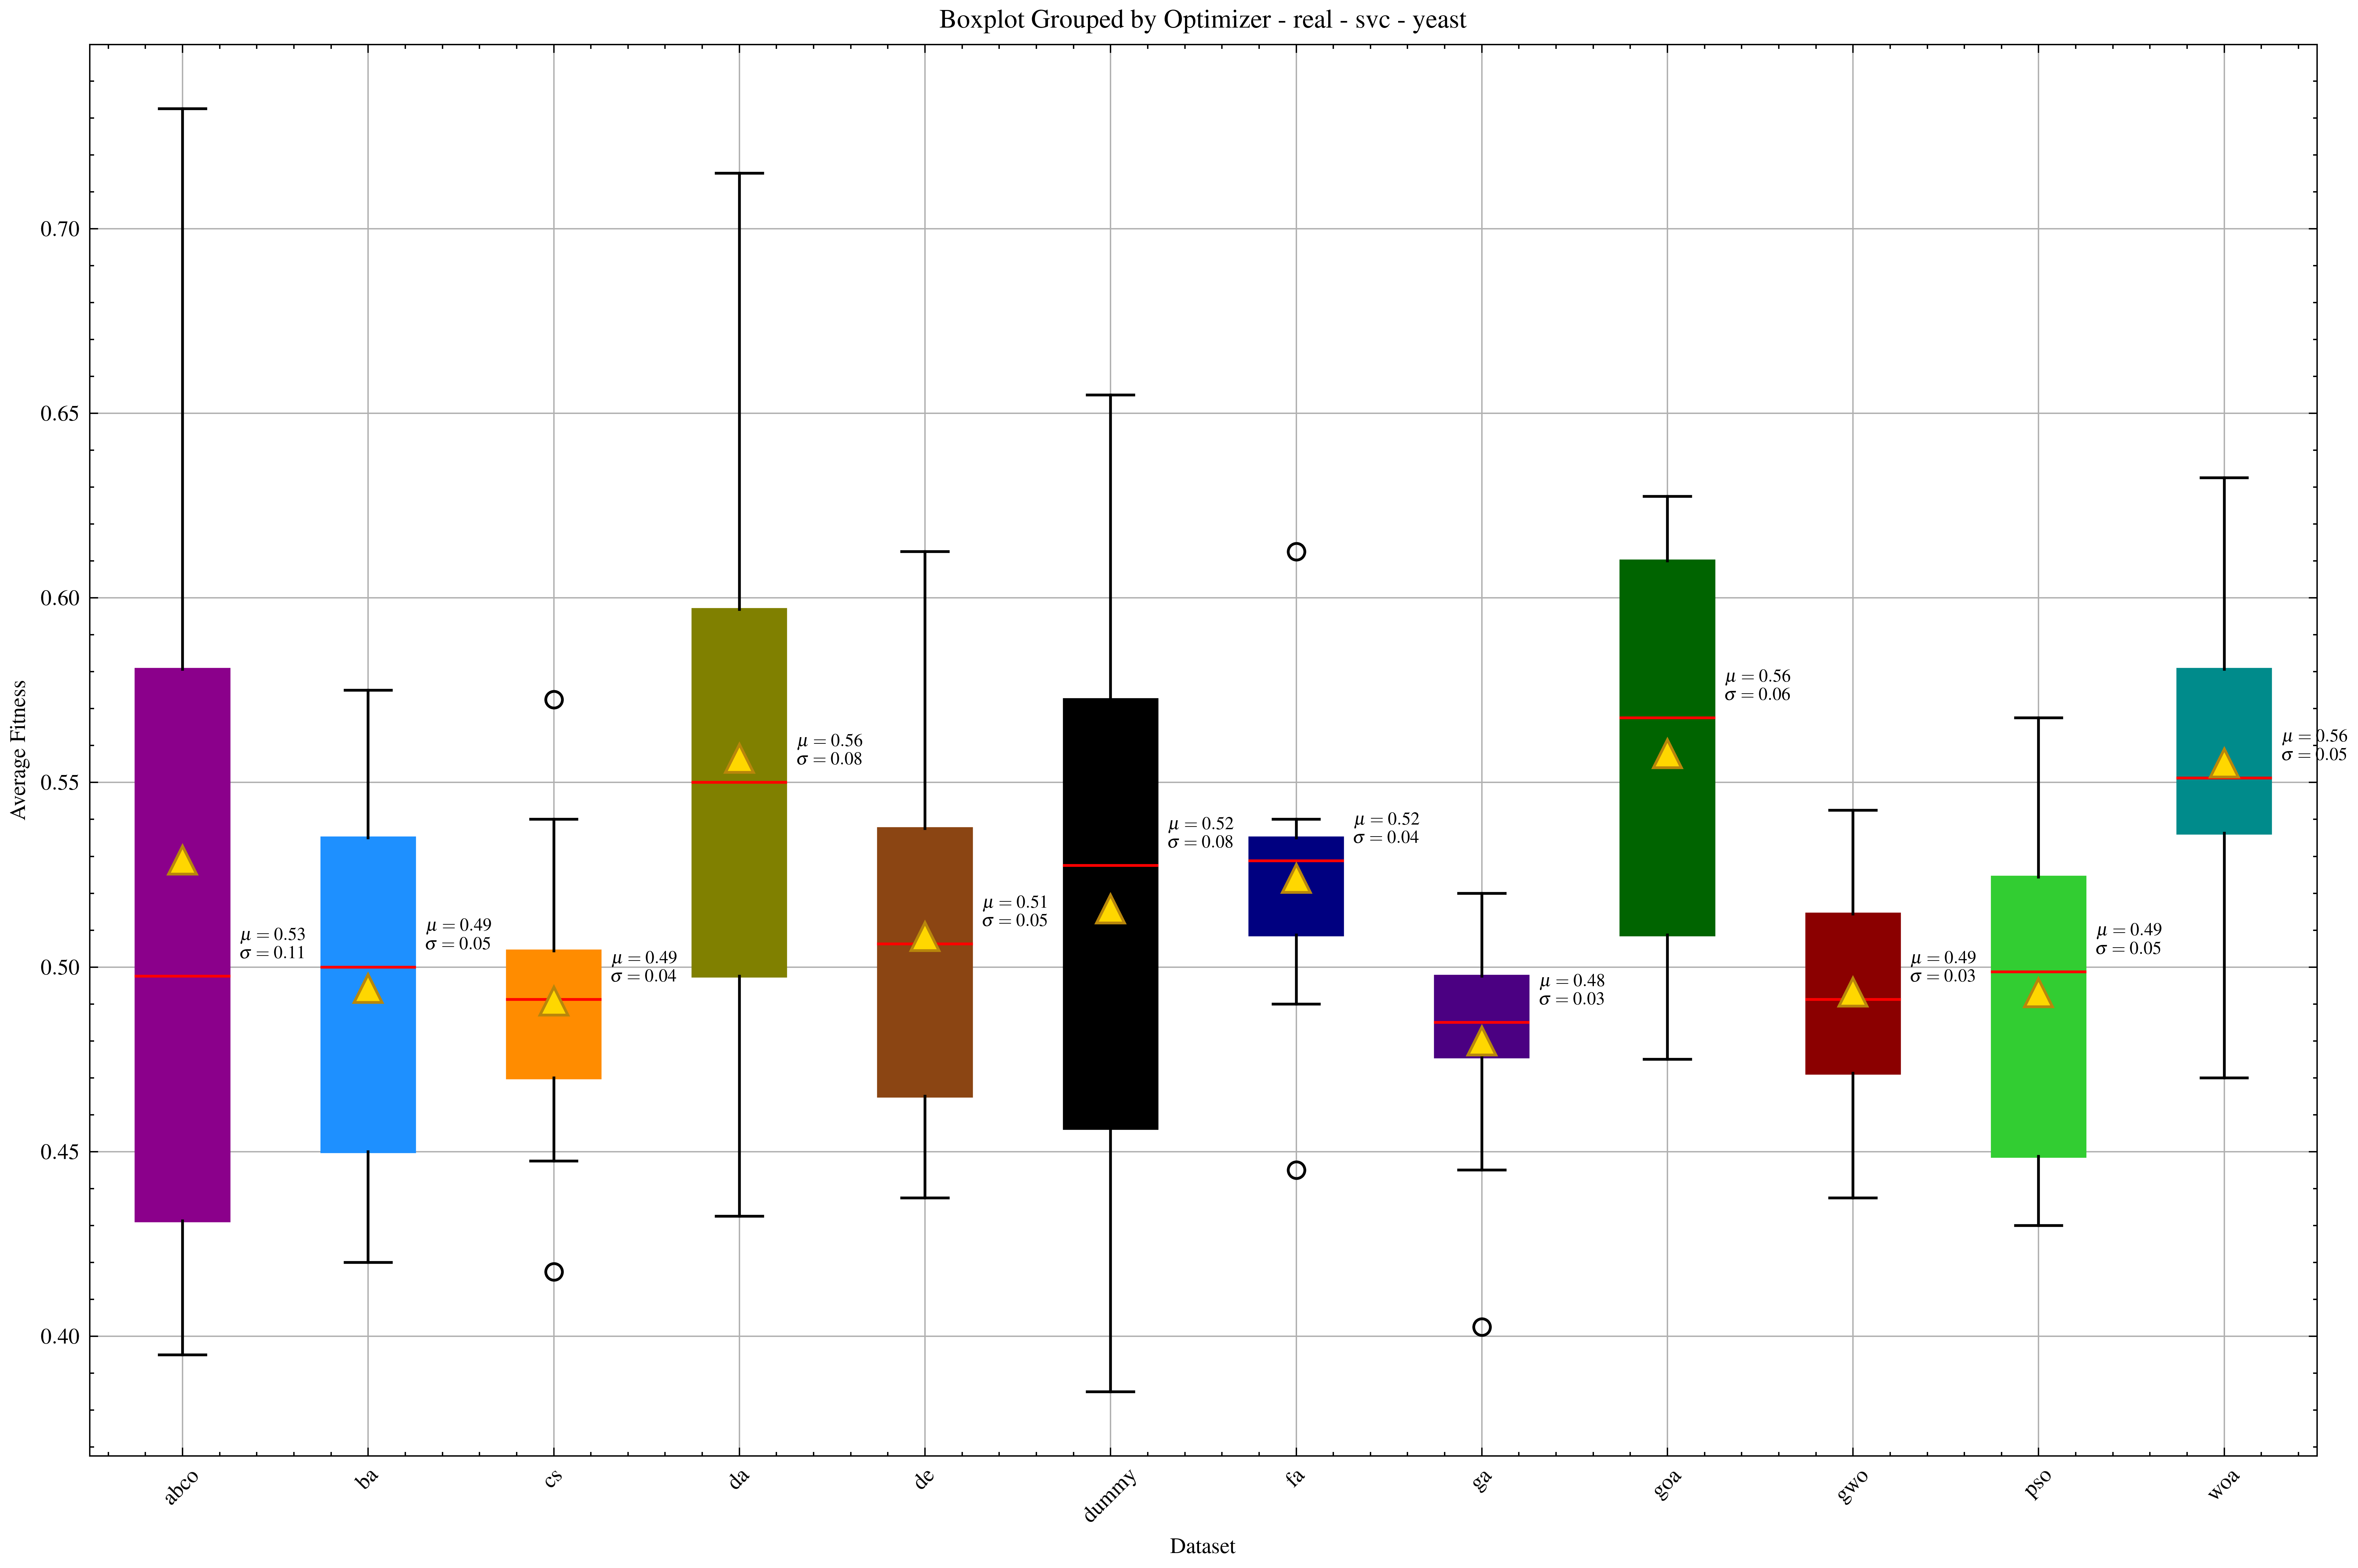 Boxplot Grouped by Optimizer - real - svc - yeast
Average Fitness
0.70
0.65
0.60
0.55
0.50
0.45
0.40
μ = 0.53
σ = 0.11
μ = 0.49
σ = 0.05
μ = 0.49
σ = 0.04
μ = 0.56
σ = 0.08
μ = 0.51
σ = 0.05
μ = 0.52
σ = 0.08
μ = 0.52
σ = 0.04
μ = 0.48
σ = 0.03
μ = 0.56
σ = 0.06
μ = 0.49
σ = 0.03
μ = 0.49
σ = 0.05
μ = 0.56
σ = 0.05
abco
ba
cs
da
de
dummy
fa
ga
goa
gwo
pso
woa
Dataset